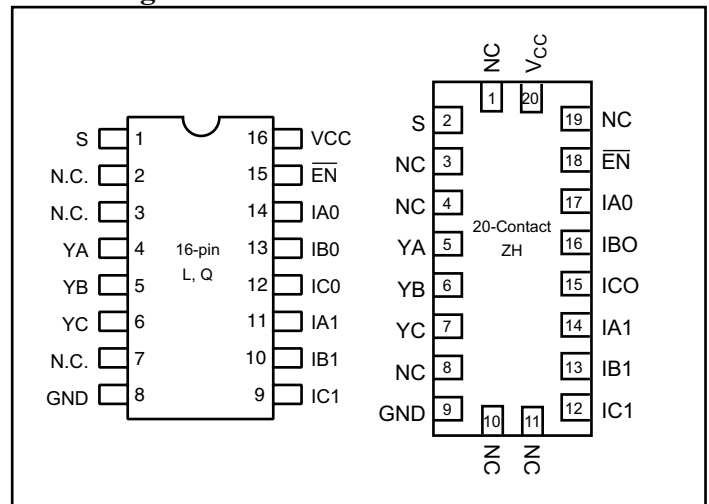 S 1 16 VCC
N.C. 2 15 EN
N.C. 3 14 IA0
YA 4 13 IB0
YB 5 12 IC0
YC 6 11 IA1
N.C. 7 10 IB1
GND 8 9 IC1
16-pin
L, Q
NC VCC
1 20
S 2 19 NC
NC 3 18 EN
NC 4 17 IA0
YA 5 16 IBO
YB 6 15 ICO
YC 7 14 IA1
NC 8 13 IB1
GND 9 12 IC1
20-Contact
ZH
10 11
NC NC